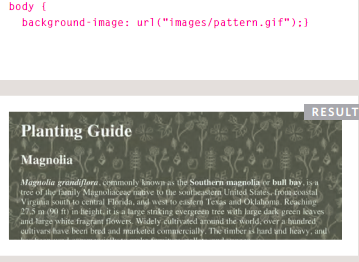 body {
background-image: url("images/pattern.gif");}
RESULT
Planting Guide
Magnolia
Magnolia grandiflora, commonly known as the Southern magnolia or bull bay, is a
tree of the family Magnoliaceae native to the southeastern United States, from coastal
Virginia south to central Florida, and west to eastern Texas and Oklahoma. Reaching
27.5 m (90 ft) in height, it is a large striking evergreen tree with large dark green leaves
and large white fragrant flowers. Widely cultivated around the world, over a hundred
cultivars have been bred and marketed commercially. The timber is hard and heavy, and